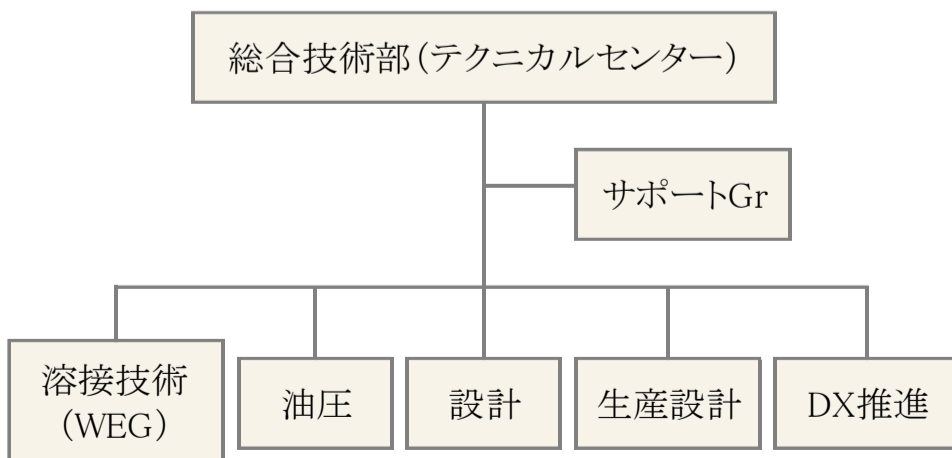 総合技術部(テクニカルセンター)
サポートGr
溶接技術
(WEG)
油圧
設計
生産設計
DX推進